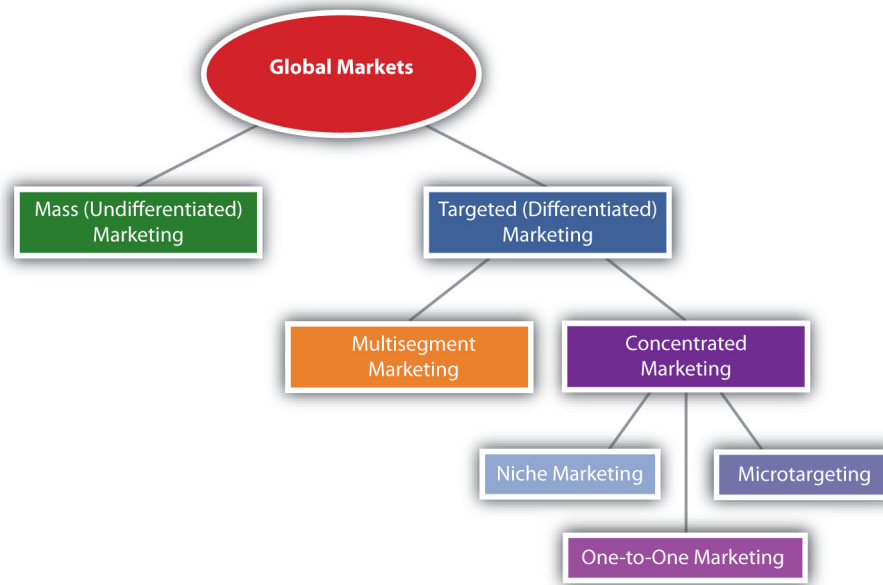 Global Markets
Mass (Undifferentiated)
Marketing
Targeted (Differentiated)
Marketing
Multisegment
Marketing
Concentrated
Marketing
Niche Marketing
Microtargeting
One-to-One Marketing